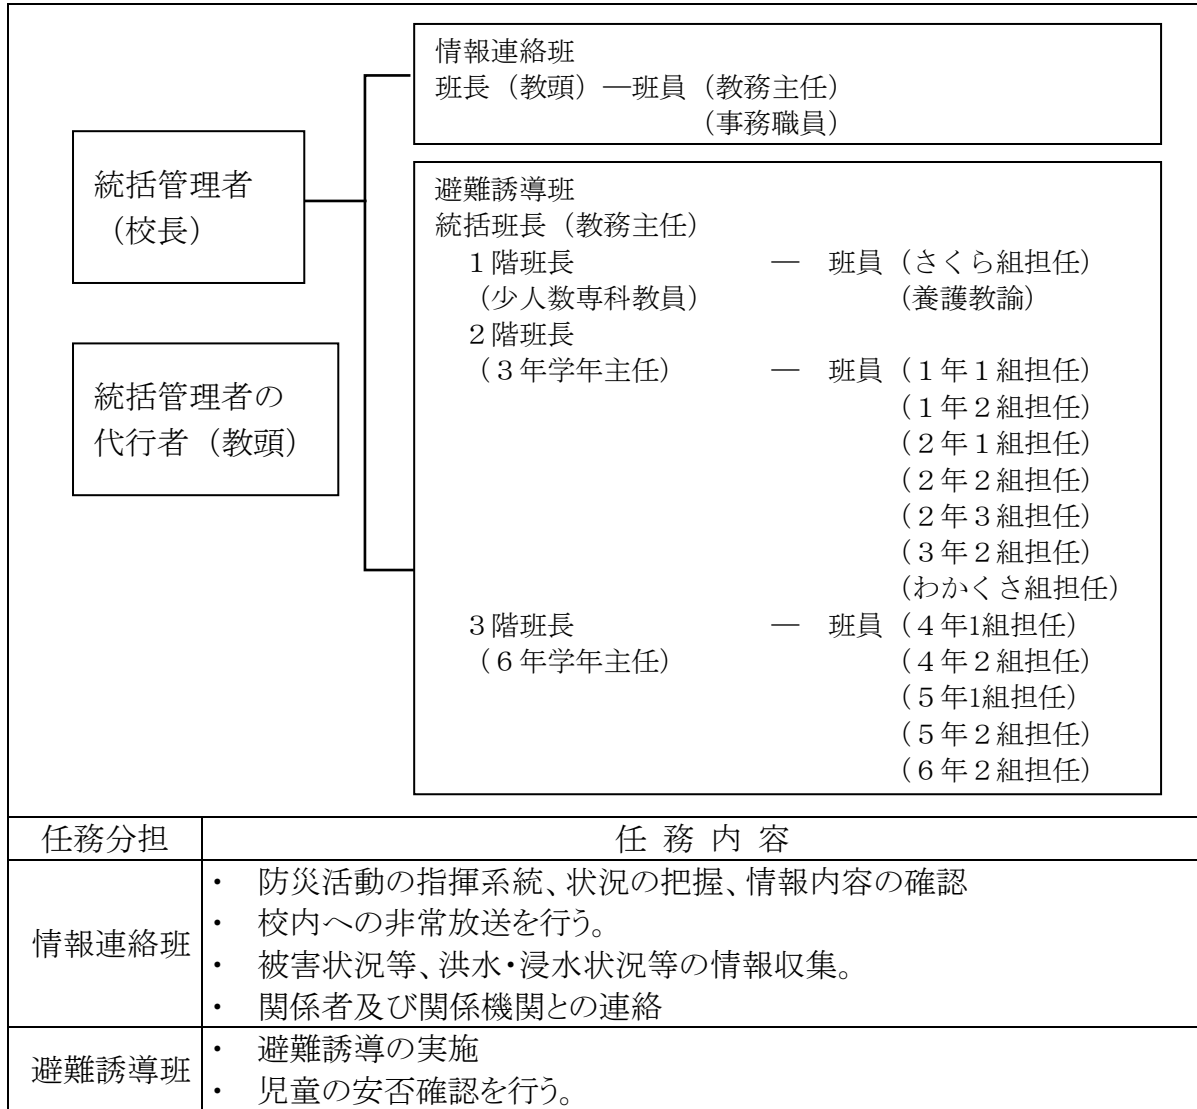 統括管理者
（校長）
統括管理者の
代行者（教頭）
情報連絡班
班長（教頭）―班員（教務主任）
（事務職員）
避難誘導班
統括班長（教務主任）
１階班長 ― 班員（さくら組担任）
（少人数専科教員） （養護教諭）
２階班長
（３年学年主任） ― 班員（１年１組担任）
（１年２組担任）
（２年１組担任）
（２年２組担任）
（２年３組担任）
（３年２組担任）
（わかくさ組担任）
３階班長 ― 班員（４年1組担任）
（６年学年主任） （４年２組担任）
（５年1組担任）
（５年２組担任）
（６年２組担任）
任務分担 任 務 内 容
情報連絡班
・ 防災活動の指揮系統、状況の把握、情報内容の確認
・ 校内への非常放送を行う。
・ 被害状況等、洪水・浸水状況等の情報収集。
・ 関係者及び関係機関との連絡
避難誘導班
・ 避難誘導の実施
・ 児童の安否確認を行う。